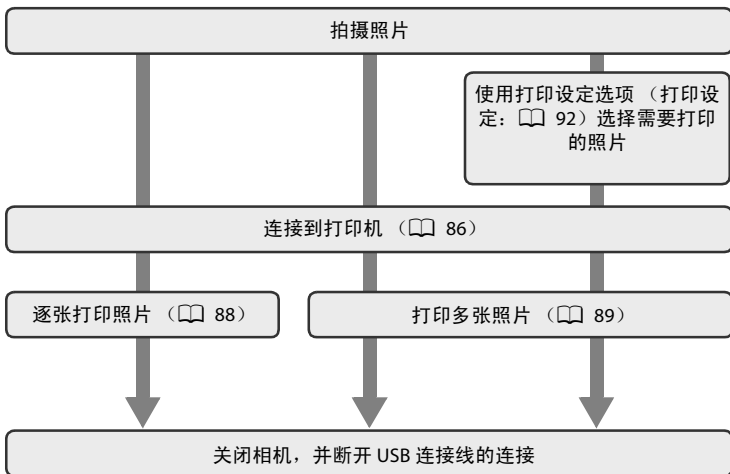 拍摄照片
使用打印设定选项 （打印设
定：92）选择需要打印
的照片
连接到打印机 （86）
逐张打印照片 （88）
打印多张照片 （89）
关闭相机，并断开 USB 连接线的连接